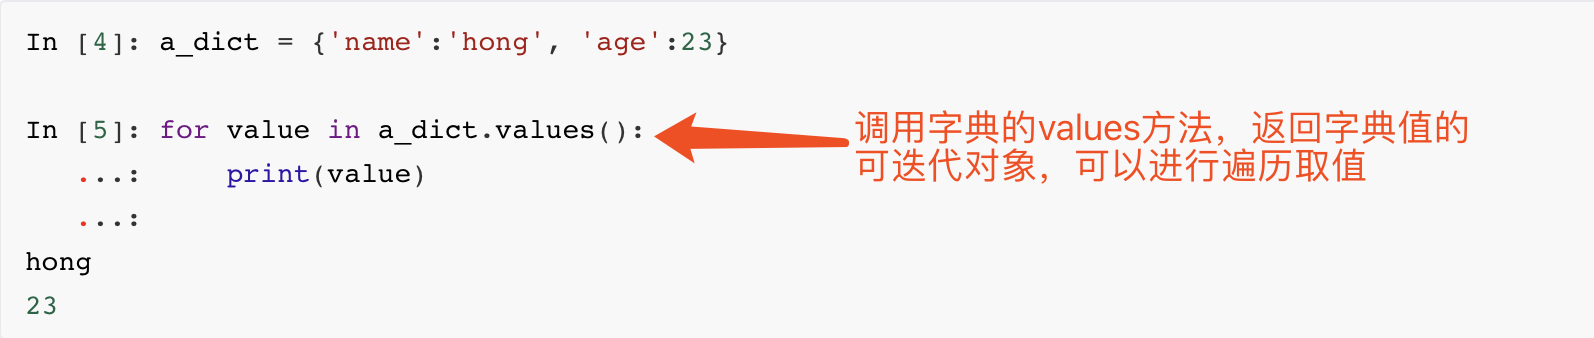 In [4]: a_dict = {'name':'hong', 'age':23}
In [5]: for value in a_dict.values():
调用字典的values方法，返回字典值的
可迭代对象，可以进行遍历取值
...:     print(value)
...:
hong
23